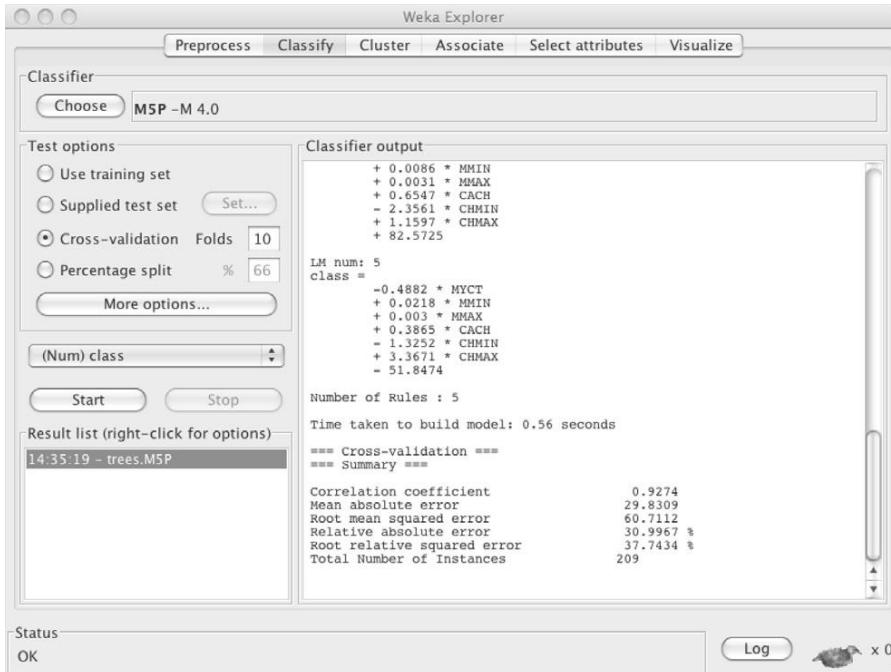 Weka Explorer
Preprocess Classify Cluster Associate Select attributes Visualize
Classifier
Choose M5P -M 4.0
Test options
Use training set
Supplied test set Set...
Cross-validation Folds 10
Percentage split % 66
More options...
(Num) class
Start Stop
Result list (right-click for options)
14:35:19 - trees.M5P
Classifier output
+ 0.0086 * MMIN
+ 0.0031 * MMAX
+ 0.6547 * CACH
- 2.3561 * CHMIN
+ 1.1597 * CHMAX
+ 82.5725
LM num: 5
class =
-0.4882 * MYCT
+ 0.0218 * MMIN
+ 0.003 * MMAX
+ 0.3865 * CACH
- 1.3252 * CHMIN
+ 3.3671 * CHMAX
- 51.8474
Number of Rules : 5
Time taken to build model: 0.56 seconds
=== Cross-validation ===
=== Summary ===
Correlation coefficient 0.9274
Mean absolute error 29.8309
Root mean squared error 60.7112
Relative absolute error 30.9967 %
Root relative squared error 37.7434 %
Total Number of Instances 209
Status
OK
Log x 0